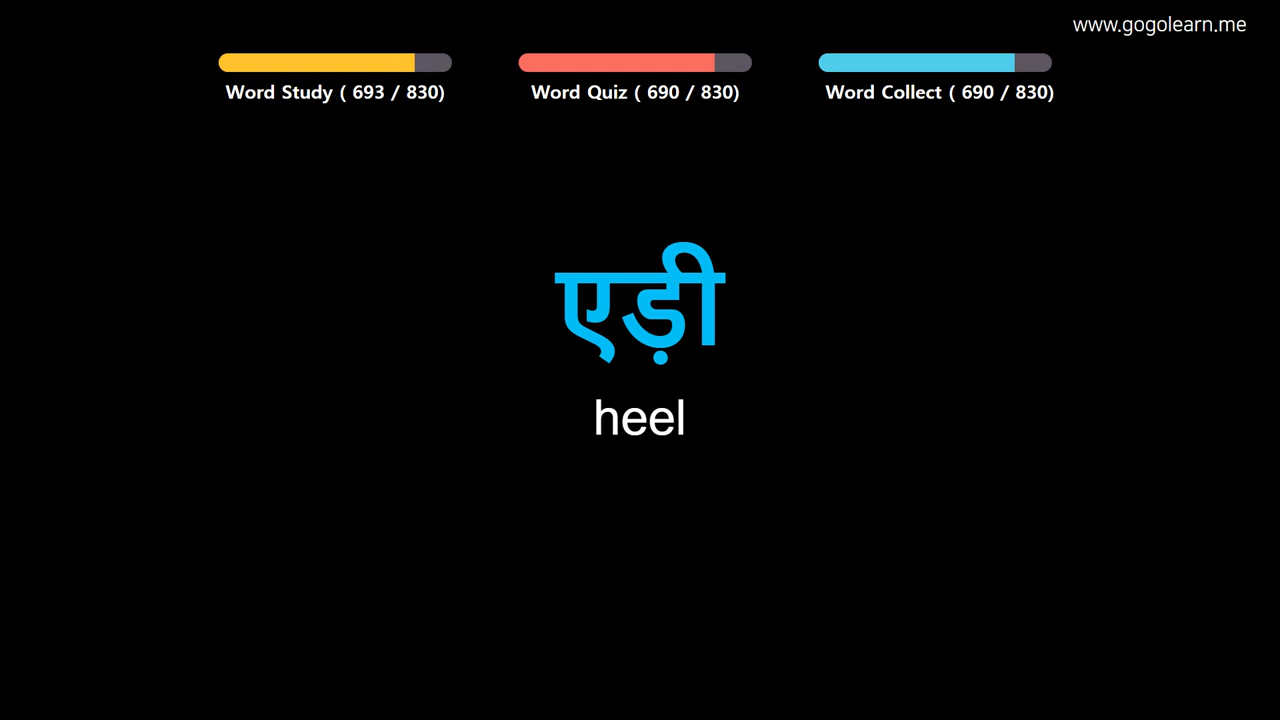 www.gogolearn.me
Word Study ( 693 / 830)
Word Quiz ( 690 / 830)
Word Collect ( 690 / 830)
एड़ी
heel